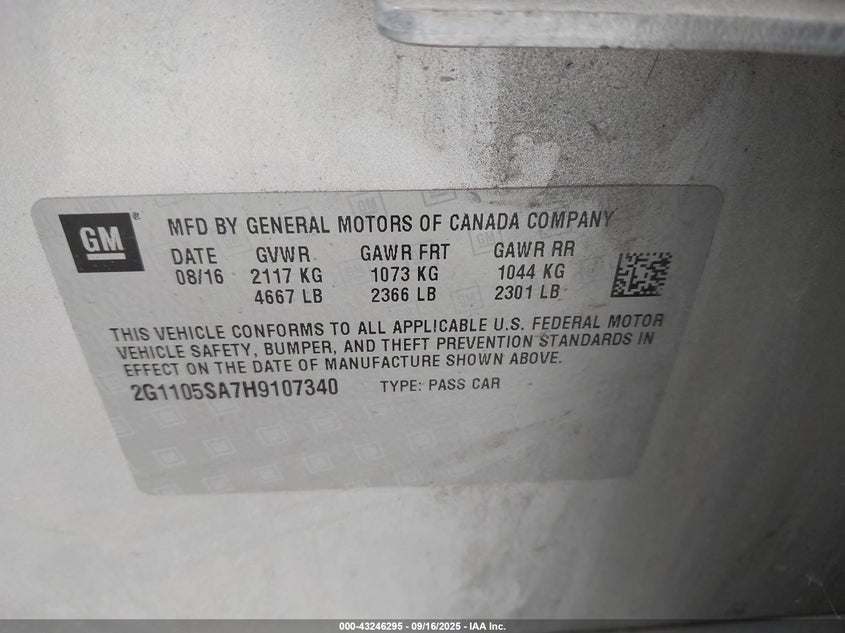 GM ®
MFD BY GENERAL MOTORS OF CANADA COMPANY
DATE GVWR GAWR FRT GAWR RR
08/16 2117 KG 1073 KG 1044 KG
4667 LB 2366 LB 2301 LB
THIS VEHICLE CONFORMS TO ALL APPLICABLE U.S. FEDERAL MOTOR
VEHICLE SAFETY, BUMPER, AND THEFT PREVENTION STANDARDS IN
EFFECT ON THE DATE OF MANUFACTURE SHOWN ABOVE.
2G1105SA7H9107340 TYPE: PASS CAR
000-43246295 - 09/16/2025 - IAA Inc.